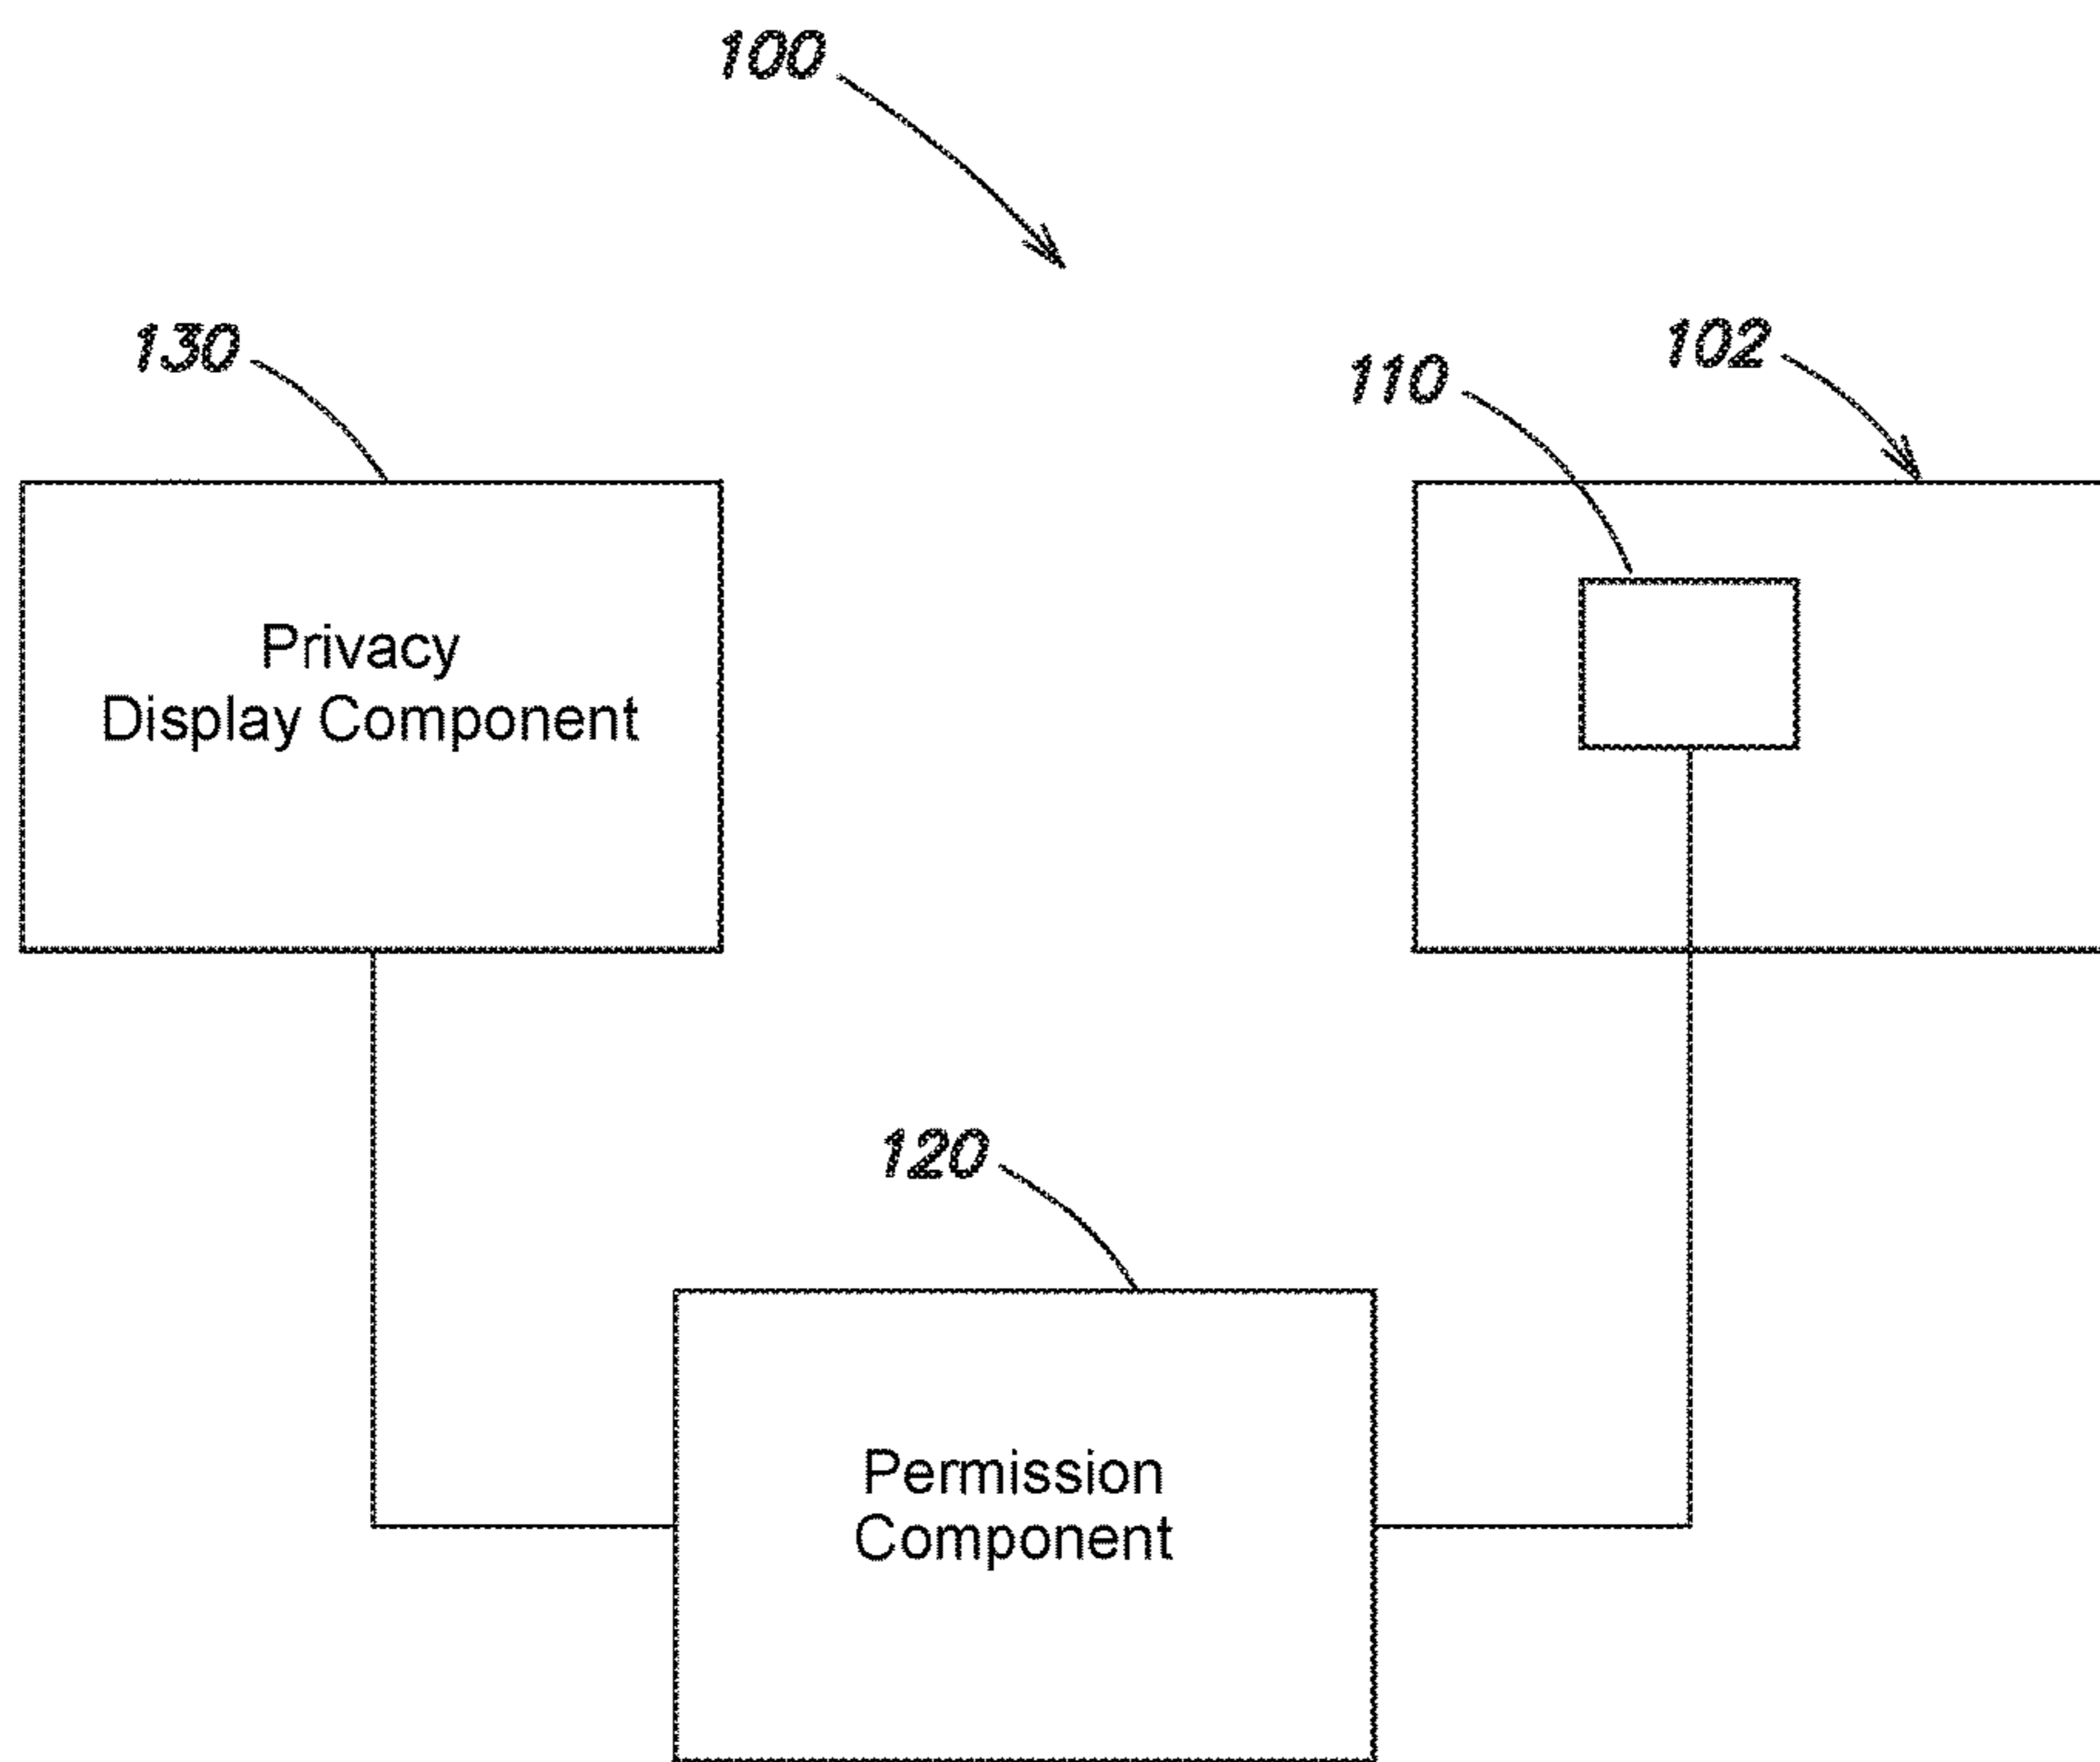 100
130
110
102
Privacy
Display Component
120
Permission
Component